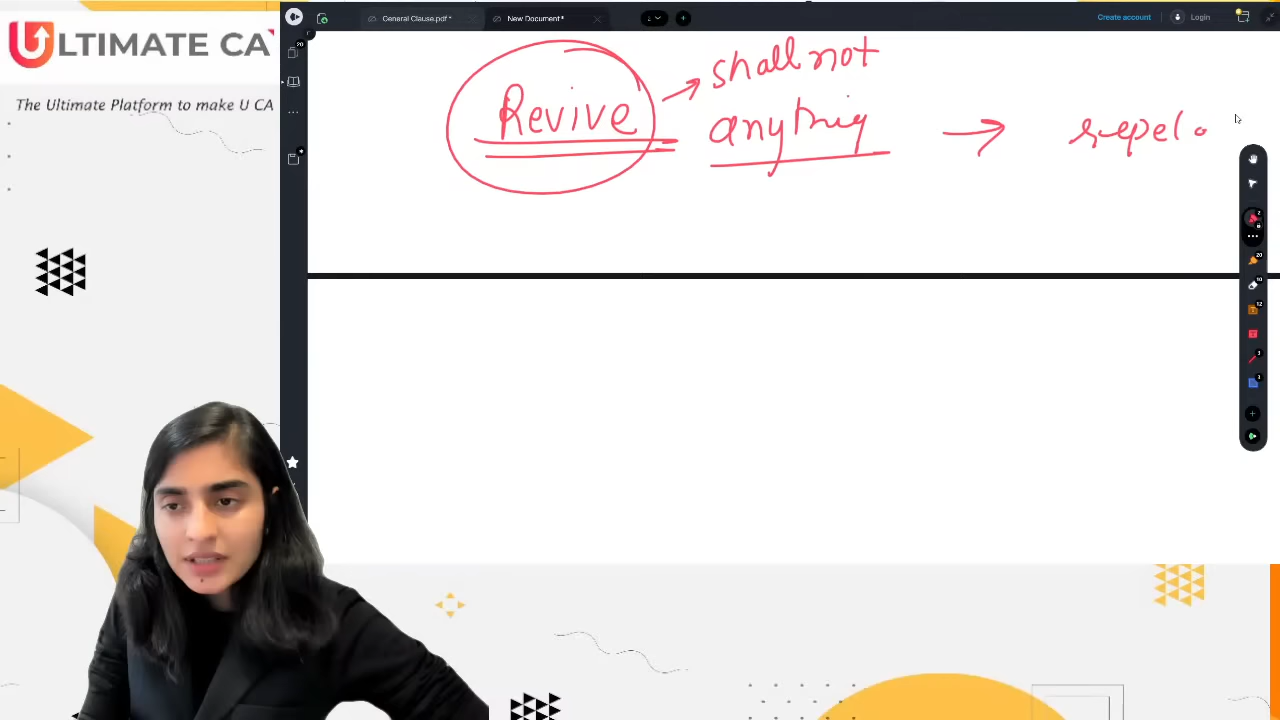 ULTIMATE CA
The Ultimate Platform to make U CA
General Clause.pdf *
New Document*
Create account
Login
shall not
Revive
anything → repel